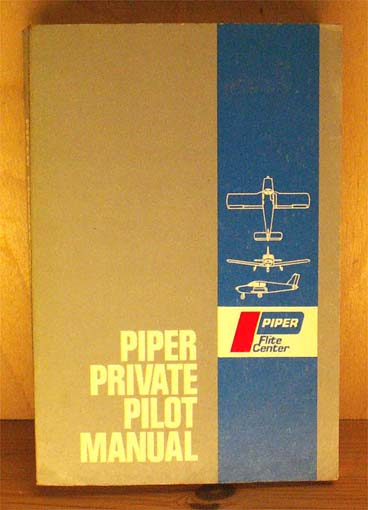 PIPER
PRIVATE
PILOT
MANUAL
PIPER
Flite
Center